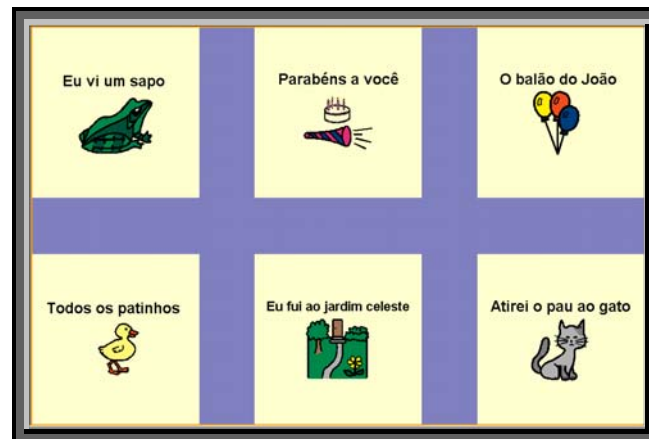 Eu vi um sapo
Parabéns a você
O balão do João
Todos os patinhos
Eu fui ao jardim celeste
Atirei o pau ao gato